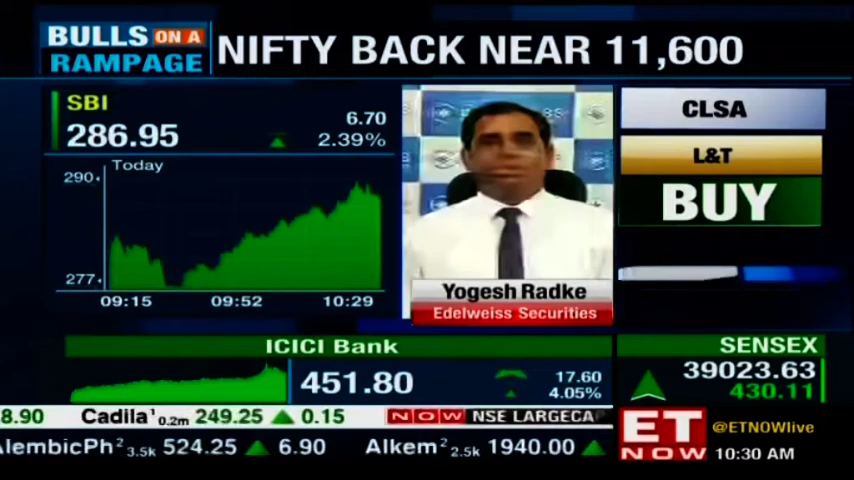 BULLS ON A RAMPAGE
NIFTY BACK NEAR 11,600
SBI
286.95
6.70
2.39%
Today
290
277
09:15 09:52 10:29
Yogesh Radke
Edelweiss Securities
CLSA
L&T
BUY
ICICI Bank
451.80
17.60
4.05%
SENSEX
39023.63
430.11
8.90 Cadila¹ 0.2m 249.25 ▲ 0.15 NOW NSE LARGECAP
AlembicPh² 3.5k 524.25 ▲ 6.90 Alkem² 2.5k 1940.00 ▲
ET NOW
@ETNOWlive
10:30 AM